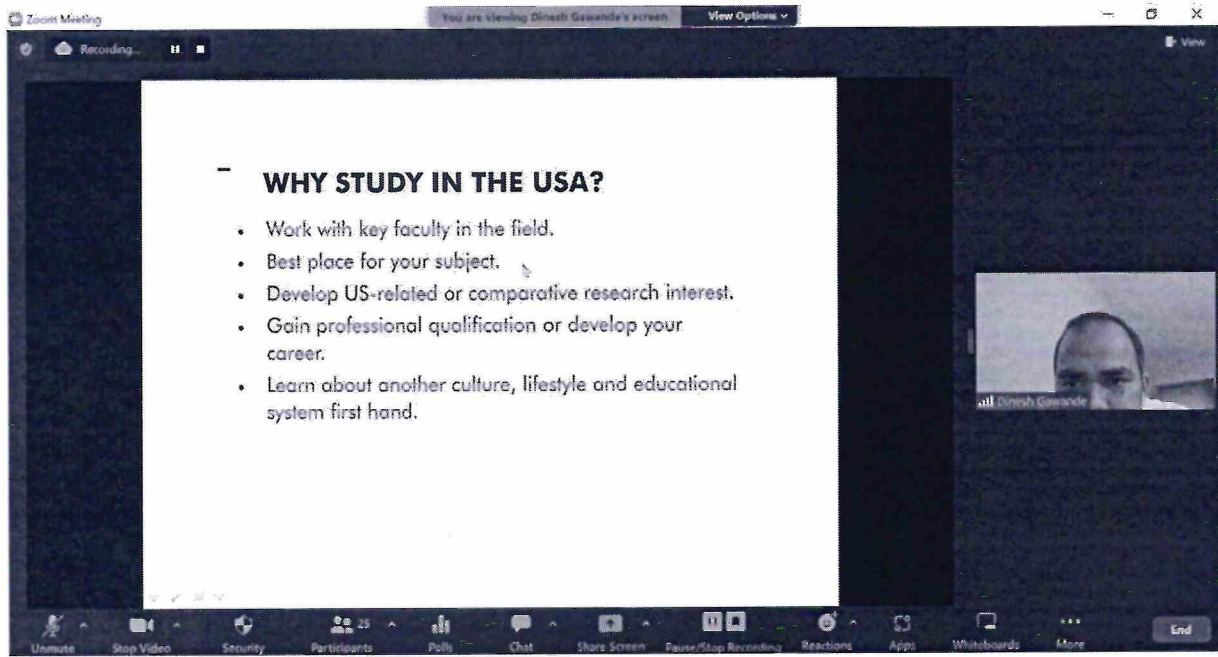 Zoom Meeting
You are viewing Dinesh Gawande's screen
View Options
Recording...
View
WHY STUDY IN THE USA?
• Work with key faculty in the field.
• Best place for your subject.
• Develop US-related or comparative research interest.
• Gain professional qualification or develop your
career.
• Learn about another culture, lifestyle and educational
system first hand.
Dinesh Gawande
Unmute
Stop Video
Security
25
Participants
Polls
Chat
Share Screen
Pause/Stop Recording
Reactions
Apps
Whiteboards
More
End